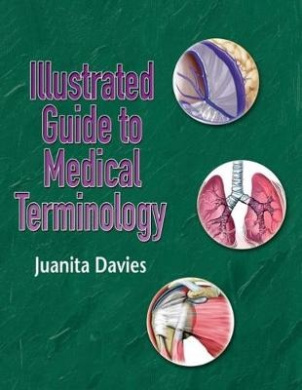 Illustrated
Guide to
Medical
Terminology
Juanita Davies